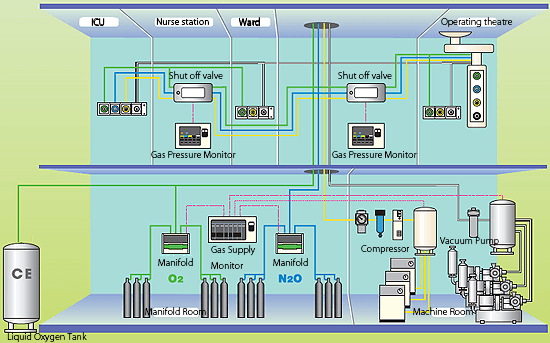 ICU
Nurse station
Ward
Operating theatre
Shut off valve
Shut off valve
Gas Pressure Monitor
Gas Pressure Monitor
CE
Manifold
O2
Gas Supply
Monitor
Manifold
N2O
Compressor
Vacuum Pump
Manifold Room
Machine Room
Liquid Oxygen Tank